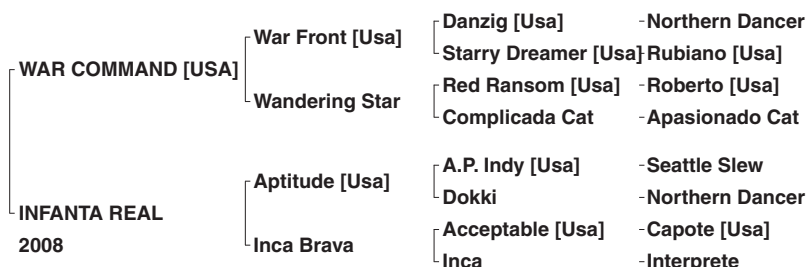 Danzig [Usa] - Northern Dancer
War Front [Usa]
Starry Dreamer [Usa] - Rubiano [Usa]
WAR COMMAND [USA]
Red Ransom [Usa] - Roberto [Usa]
Wandering Star
Complicada Cat - Apasionado Cat
A.P. Indy [Usa] - Seattle Slew
Aptitude [Usa]
Dokki - Northern Dancer
INFANTA REAL
Acceptable [Usa] - Capote [Usa]
2008 Inca Brava
Inca - Interprete